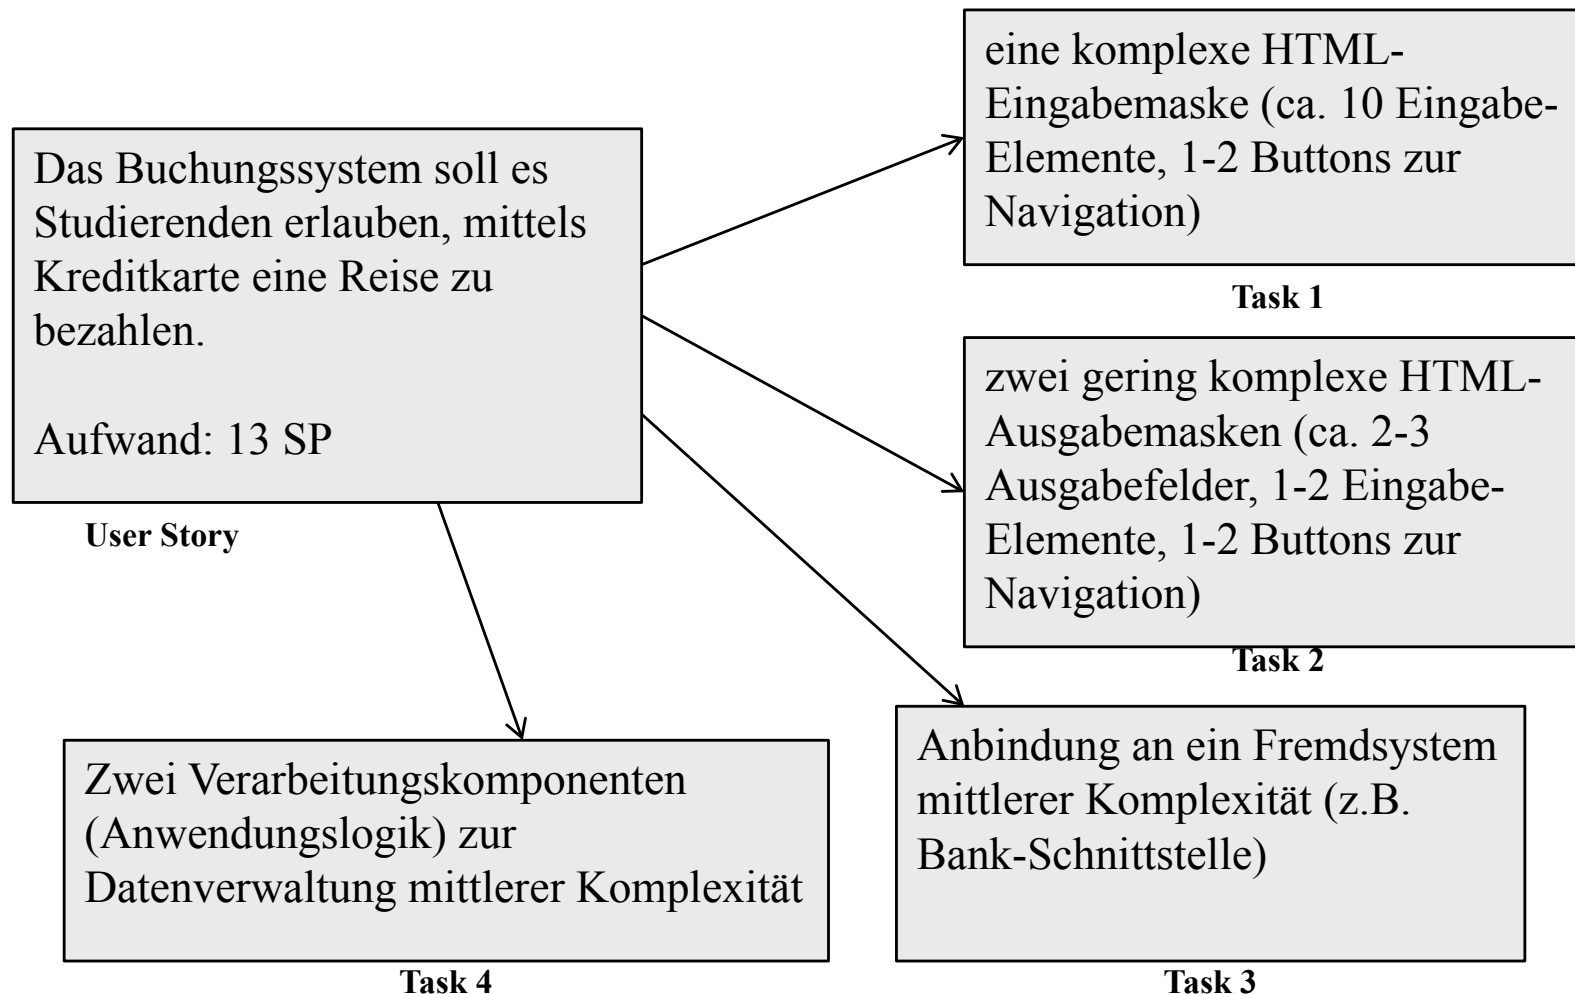 Das Buchungssystem soll es
Studierenden erlauben, mittels
Kreditkarte eine Reise zu
bezahlen.
Aufwand: 13 SP
User Story
eine komplexe HTML-
Eingabemaske (ca. 10 Eingabe-
Elemente, 1-2 Buttons zur
Navigation)
Task 1
zwei gering komplexe HTML-
Ausgabemasken (ca. 2-3
Ausgabefelder, 1-2 Eingabe-
Elemente, 1-2 Buttons zur
Navigation)
Task 2
Anbindung an ein Fremdsystem
mittlerer Komplexität (z.B.
Bank-Schnittstelle)
Task 3
Zwei Verarbeitungskomponenten
(Anwendungslogik) zur
Datenverwaltung mittlerer Komplexität
Task 4